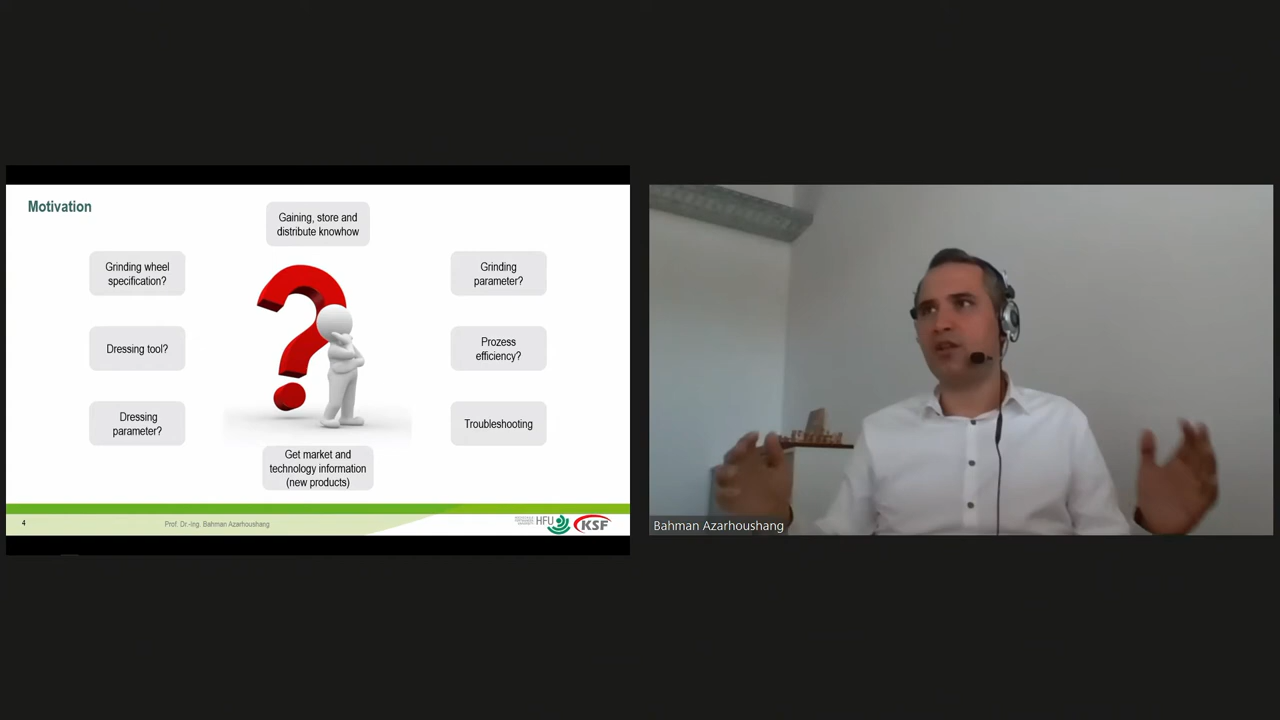 Motivation
Gaining, store and
distribute knowhow
Grinding wheel
specification?
Grinding
parameter?
Dressing tool?
Prozess
efficiency?
Dressing
parameter?
Troubleshooting
Get market and
technology information
(new products)
4
Prof. Dr.-Ing. Bahman Azarhoushang
HFU
KSF
Bahman Azarhoushang